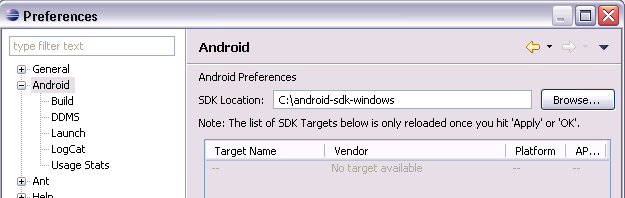 Preferences
type filter text
General
Android
Build
DDMS
Launch
LogCat
Usage Stats
Ant
Help
Android
Android Preferences
SDK Location: C:\android-sdk-windows Browse...
Note: The list of SDK Targets below is only reloaded once you hit 'Apply' or 'OK'.
Target Name Vendor Platform AP...
-- No target available -- --